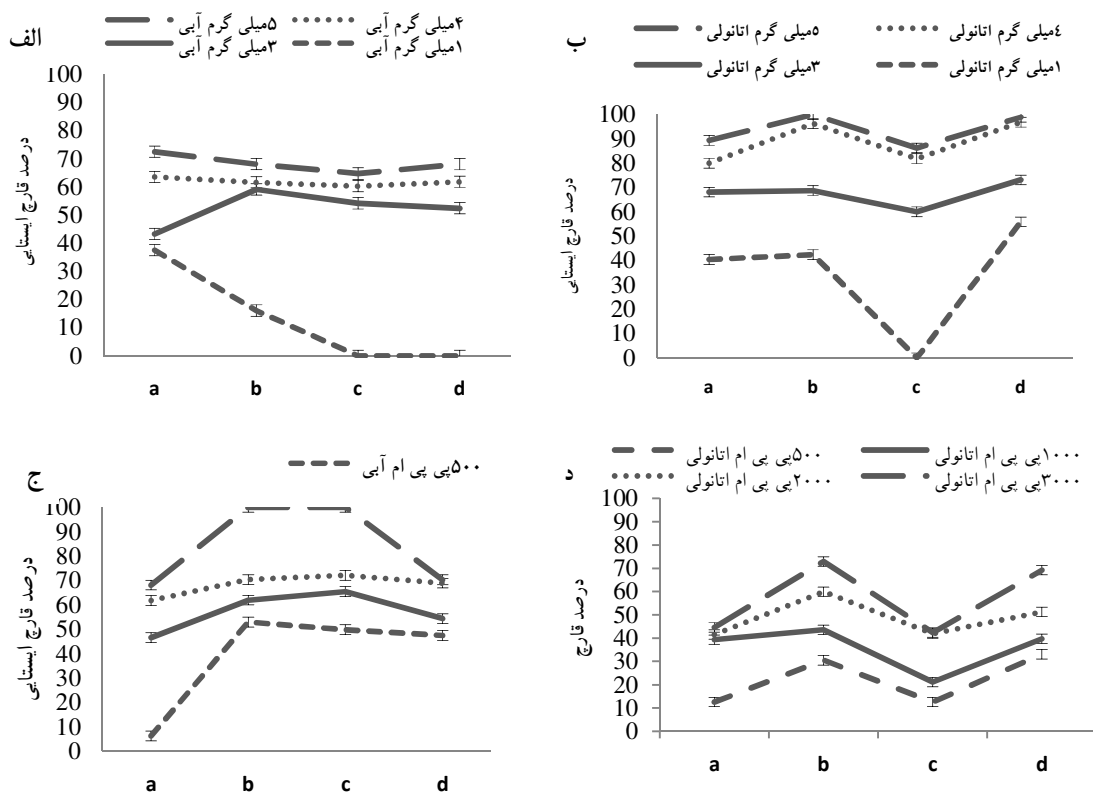 الف
۵میلی گرم آبی ۴میلی گرم آبی
۳میلی گرم آبی ۱میلی گرم آبی
100
90
80
70
60
50
40
30
20
10
0
درصد قارچ ایستایی
a b c d
ب
۵میلی گرم اتانولی ٤میلی گرم اتانولی
۳میلی گرم اتانولی ۱میلی گرم اتانولی
100
90
80
70
60
50
40
30
20
10
0
درصد قارچ ایستایی
a b c d
ج
۵۰۰پی پی ام آبی
100
90
80
70
60
50
40
30
20
10
0
درصد قارچ ایستایی
a b c d
د
۵۰۰پی پی ام اتانولی ۱۰۰۰پی پی ام اتانولی
۲۰۰۰پی پی ام اتانولی ۳۰۰۰پی پی ام اتانولی
100
90
80
70
60
50
40
30
20
10
0
درصد قارچ
a b c d